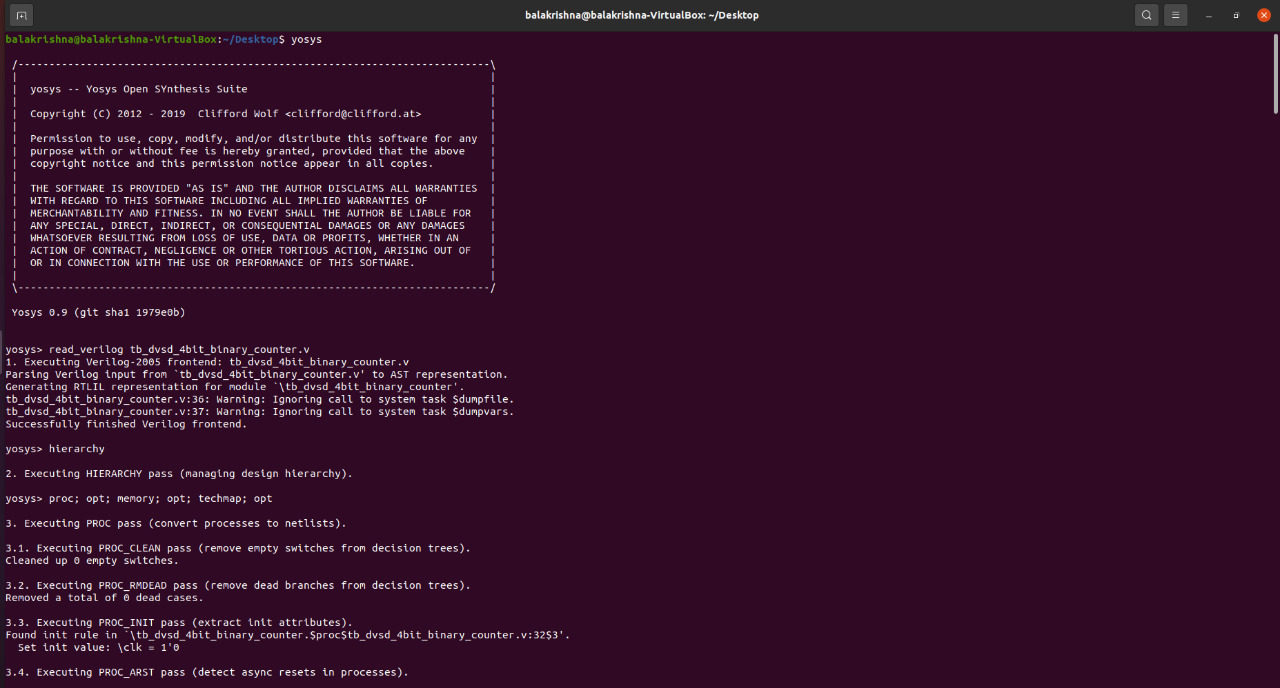 balakrishna@balakrishna-VirtualBox: ~/Desktop
balakrishna@balakrishna-VirtualBox:~/Desktop$ yosys
/----------------------------------------------------------------------------\
|                                                                            |
|  yosys -- Yosys Open SYnthesis Suite                                       |
|                                                                            |
|  Copyright (C) 2012 - 2019  Clifford Wolf <clifford@clifford.at>           |
|                                                                            |
|  Permission to use, copy, modify, and/or distribute this software for any  |
|  purpose with or without fee is hereby granted, provided that the above    |
|  copyright notice and this permission notice appear in all copies.         |
|                                                                            |
|  THE SOFTWARE IS PROVIDED "AS IS" AND THE AUTHOR DISCLAIMS ALL WARRANTIES  |
|  WITH REGARD TO THIS SOFTWARE INCLUDING ALL IMPLIED WARRANTIES OF          |
|  MERCHANTABILITY AND FITNESS. IN NO EVENT SHALL THE AUTHOR BE LIABLE FOR   |
|  ANY SPECIAL, DIRECT, INDIRECT, OR CONSEQUENTIAL DAMAGES OR ANY DAMAGES    |
|  WHATSOEVER RESULTING FROM LOSS OF USE, DATA OR PROFITS, WHETHER IN AN     |
|  ACTION OF CONTRACT, NEGLIGENCE OR OTHER TORTIOUS ACTION, ARISING OUT OF   |
|  OR IN CONNECTION WITH THE USE OR PERFORMANCE OF THIS SOFTWARE.            |
|                                                                            |
\----------------------------------------------------------------------------/
Yosys 0.9 (git sha1 1979e0b)
yosys> read_verilog tb_dvsd_4bit_binary_counter.v
1. Executing Verilog-2005 frontend: tb_dvsd_4bit_binary_counter.v
Parsing Verilog input from `tb_dvsd_4bit_binary_counter.v' to AST representation.
Generating RTLIL representation for module `\tb_dvsd_4bit_binary_counter'.
tb_dvsd_4bit_binary_counter.v:36: Warning: Ignoring call to system task $dumpfile.
tb_dvsd_4bit_binary_counter.v:37: Warning: Ignoring call to system task $dumpvars.
Successfully finished Verilog frontend.
yosys> hierarchy
2. Executing HIERARCHY pass (managing design hierarchy).
yosys> proc; opt; memory; opt; techmap; opt
3. Executing PROC pass (convert processes to netlists).
3.1. Executing PROC_CLEAN pass (remove empty switches from decision trees).
Cleaned up 0 empty switches.
3.2. Executing PROC_RMDEAD pass (remove dead branches from decision trees).
Removed a total of 0 dead cases.
3.3. Executing PROC_INIT pass (extract init attributes).
Found init rule in `\tb_dvsd_4bit_binary_counter.$proc$tb_dvsd_4bit_binary_counter.v:32$3'.
Set init value: \clk = 1'0
3.4. Executing PROC_ARST pass (detect async resets in processes).